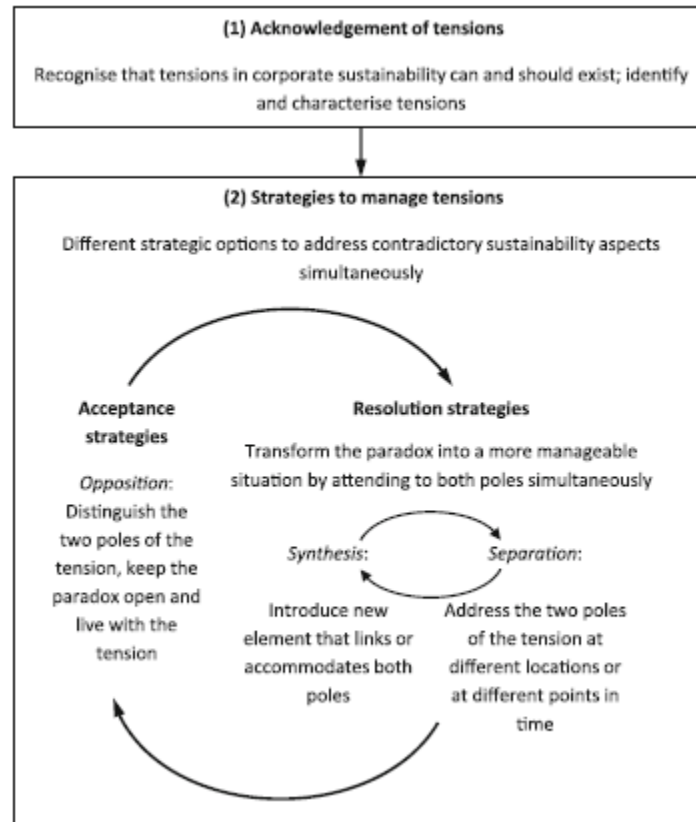 (1) Acknowledgement of tensions
Recognise that tensions in corporate sustainability can and should exist; identify
and characterise tensions
(2) Strategies to manage tensions
Different strategic options to address contradictory sustainability aspects
simultaneously
Acceptance
strategies
Opposition:
Distinguish the
two poles of the
tension, keep the
paradox open and
live with the
tension
Resolution strategies
Transform the paradox into a more manageable
situation by attending to both poles simultaneously
Synthesis:
Introduce new
element that links or
accommodates both
poles
Separation:
Address the two poles
of the tension at
different locations or
at different points in
time